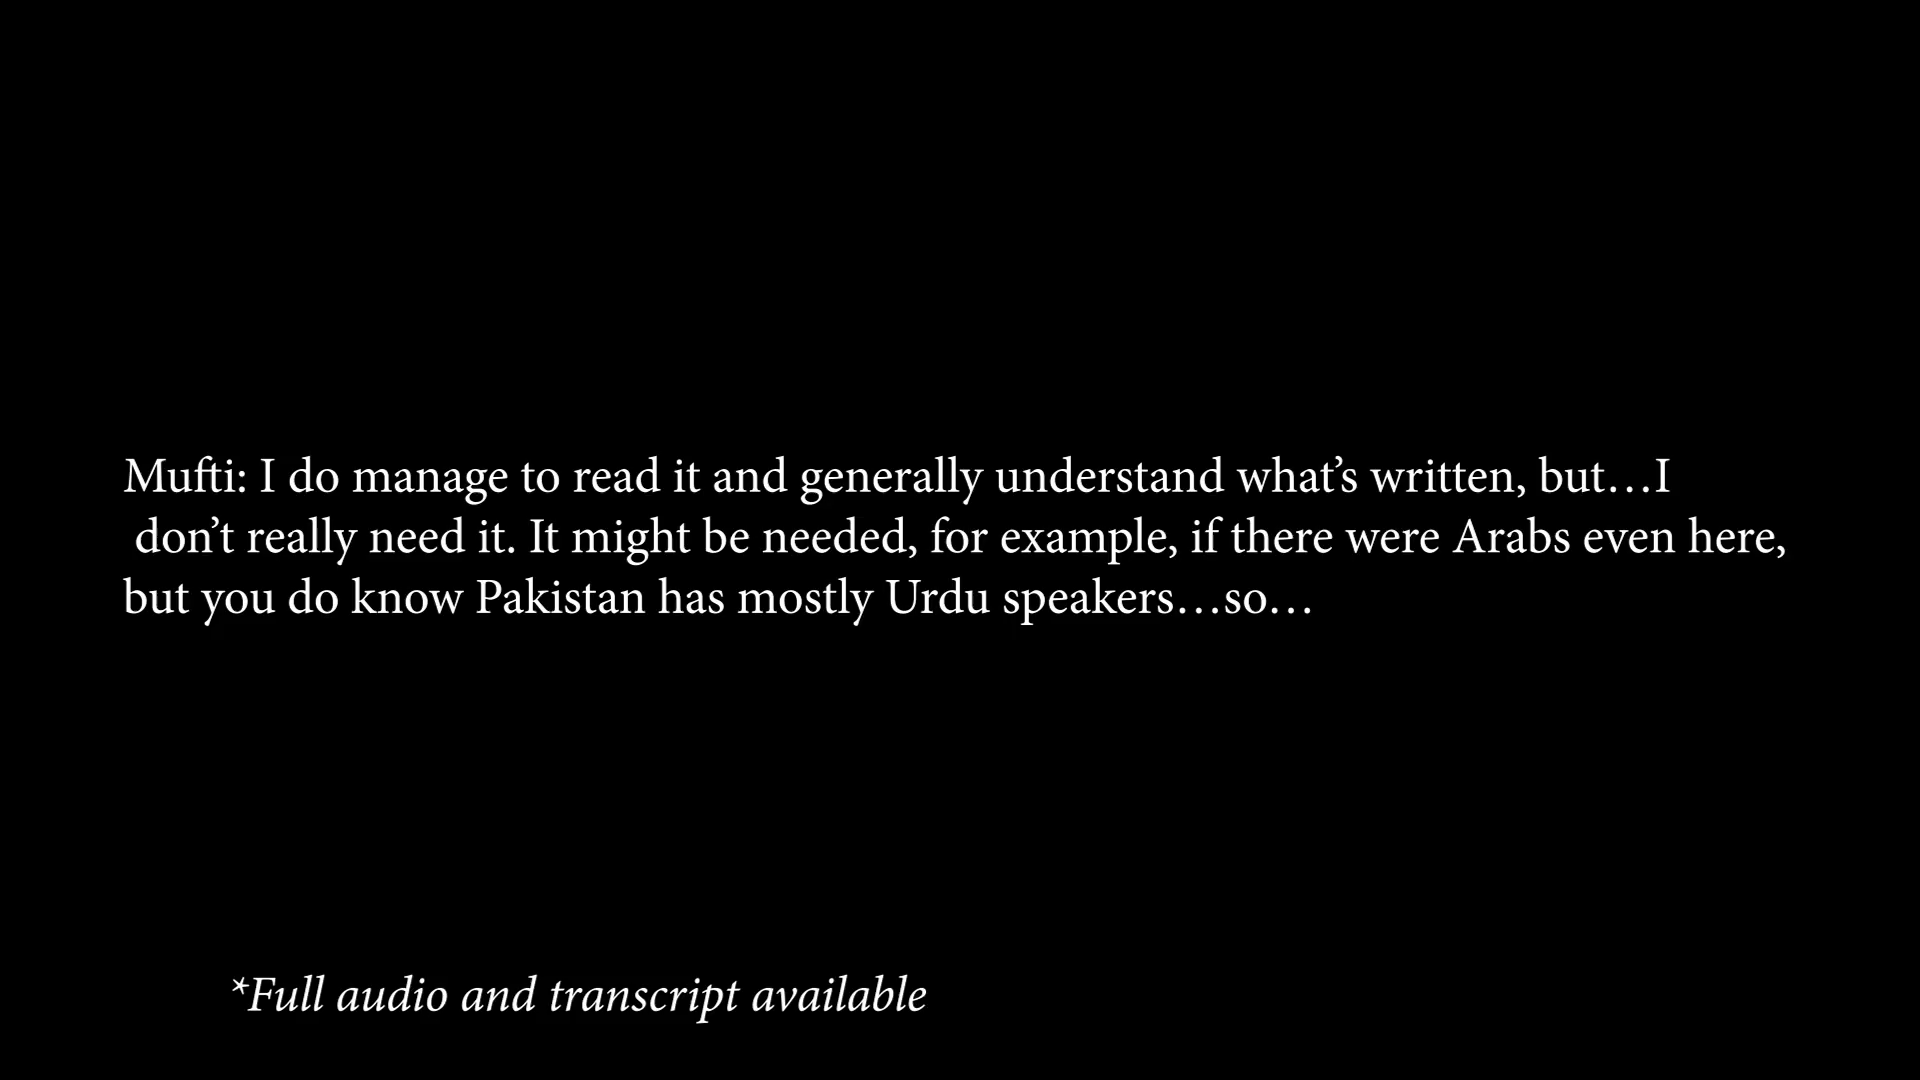 Mufti: I do manage to read it and generally understand what’s written, but…I
don’t really need it. It might be needed, for example, if there were Arabs even here,
but you do know Pakistan has mostly Urdu speakers…so…
*Full audio and transcript available